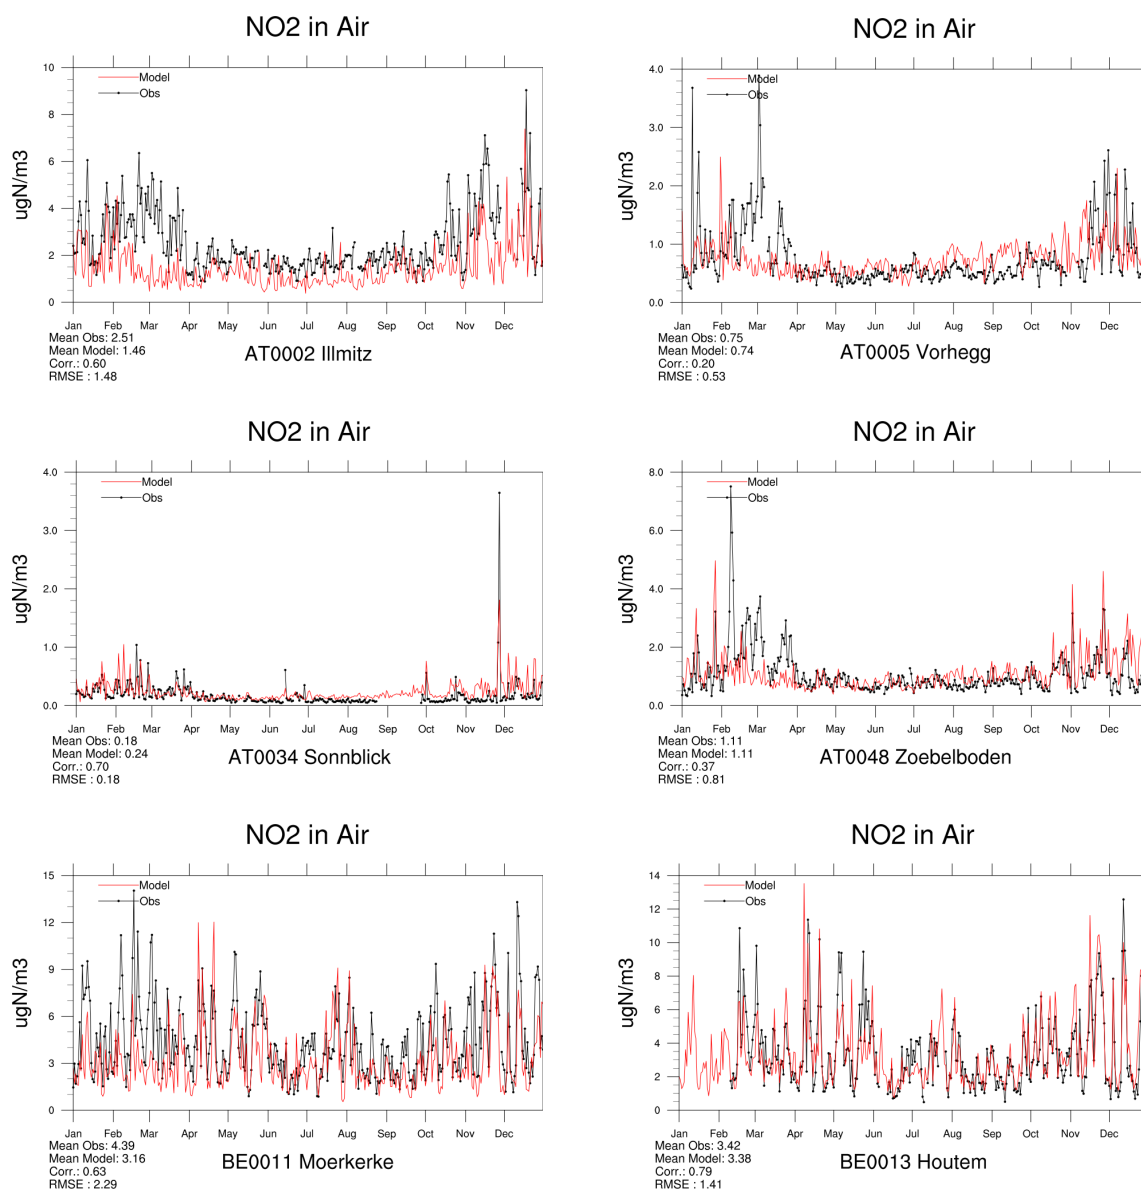 NO2 in Air
ugN/m3
10
8
6
4
2
0
Model
Obs
Jan Feb Mar Apr May Jun Jul Aug Sep Oct Nov Dec
Mean Obs: 2.51
Mean Model: 1.46
Corr.: 0.60
RMSE : 1.48
AT0002 Illmitz
NO2 in Air
ugN/m3
4.0
3.0
2.0
1.0
0.0
Model
Obs
Jan Feb Mar Apr May Jun Jul Aug Sep Oct Nov Dec
Mean Obs: 0.75
Mean Model: 0.74
Corr.: 0.20
RMSE : 0.53
AT0005 Vorhegg
NO2 in Air
ugN/m3
4.0
3.0
2.0
1.0
0.0
Model
Obs
Jan Feb Mar Apr May Jun Jul Aug Sep Oct Nov Dec
Mean Obs: 0.18
Mean Model: 0.24
Corr.: 0.70
RMSE : 0.18
AT0034 Sonnblick
NO2 in Air
ugN/m3
8.0
6.0
4.0
2.0
0.0
Model
Obs
Jan Feb Mar Apr May Jun Jul Aug Sep Oct Nov Dec
Mean Obs: 1.11
Mean Model: 1.11
Corr.: 0.37
RMSE : 0.81
AT0048 Zoebelboden
NO2 in Air
ugN/m3
15
12
9
6
3
0
Model
Obs
Jan Feb Mar Apr May Jun Jul Aug Sep Oct Nov Dec
Mean Obs: 4.39
Mean Model: 3.16
Corr.: 0.63
RMSE : 2.29
BE0011 Moerkerke
NO2 in Air
ugN/m3
14
12
10
8
6
4
2
0
Model
Obs
Jan Feb Mar Apr May Jun Jul Aug Sep Oct Nov Dec
Mean Obs: 3.42
Mean Model: 3.38
Corr.: 0.79
RMSE : 1.41
BE0013 Houtem